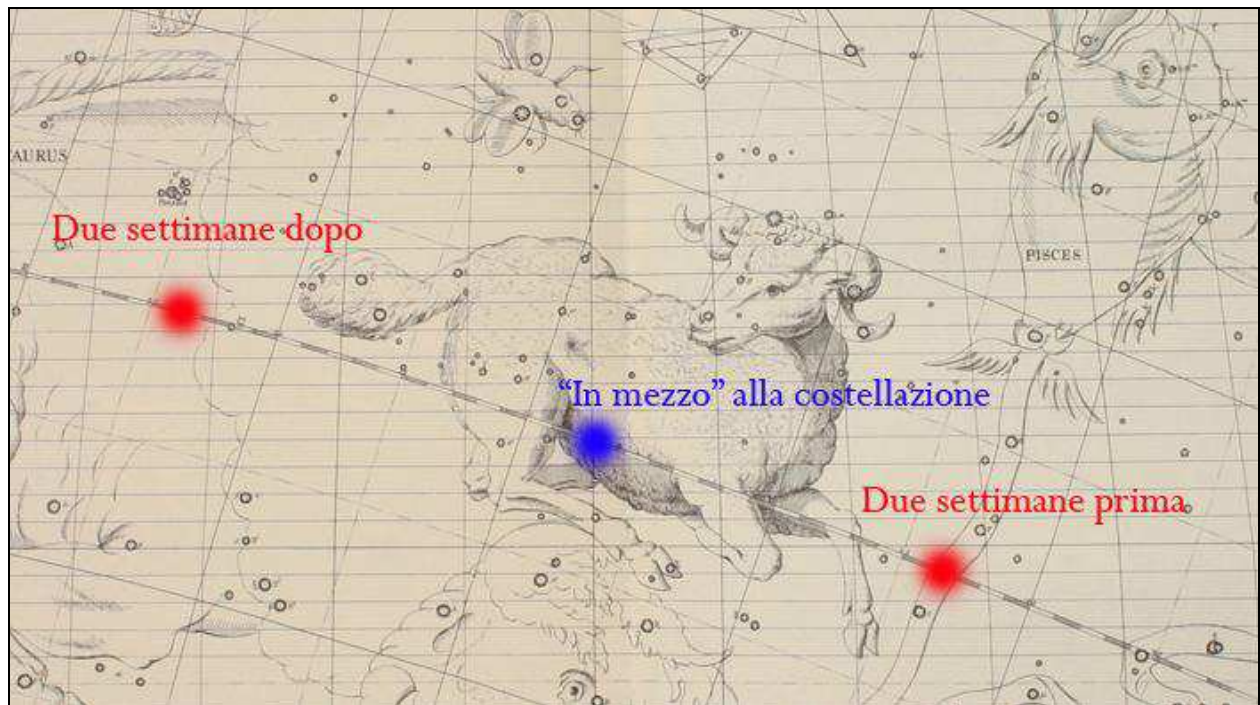 AURUS
Due settimane dopo
PISCES
“In mezzo” alla costellazione
Due settimane prima